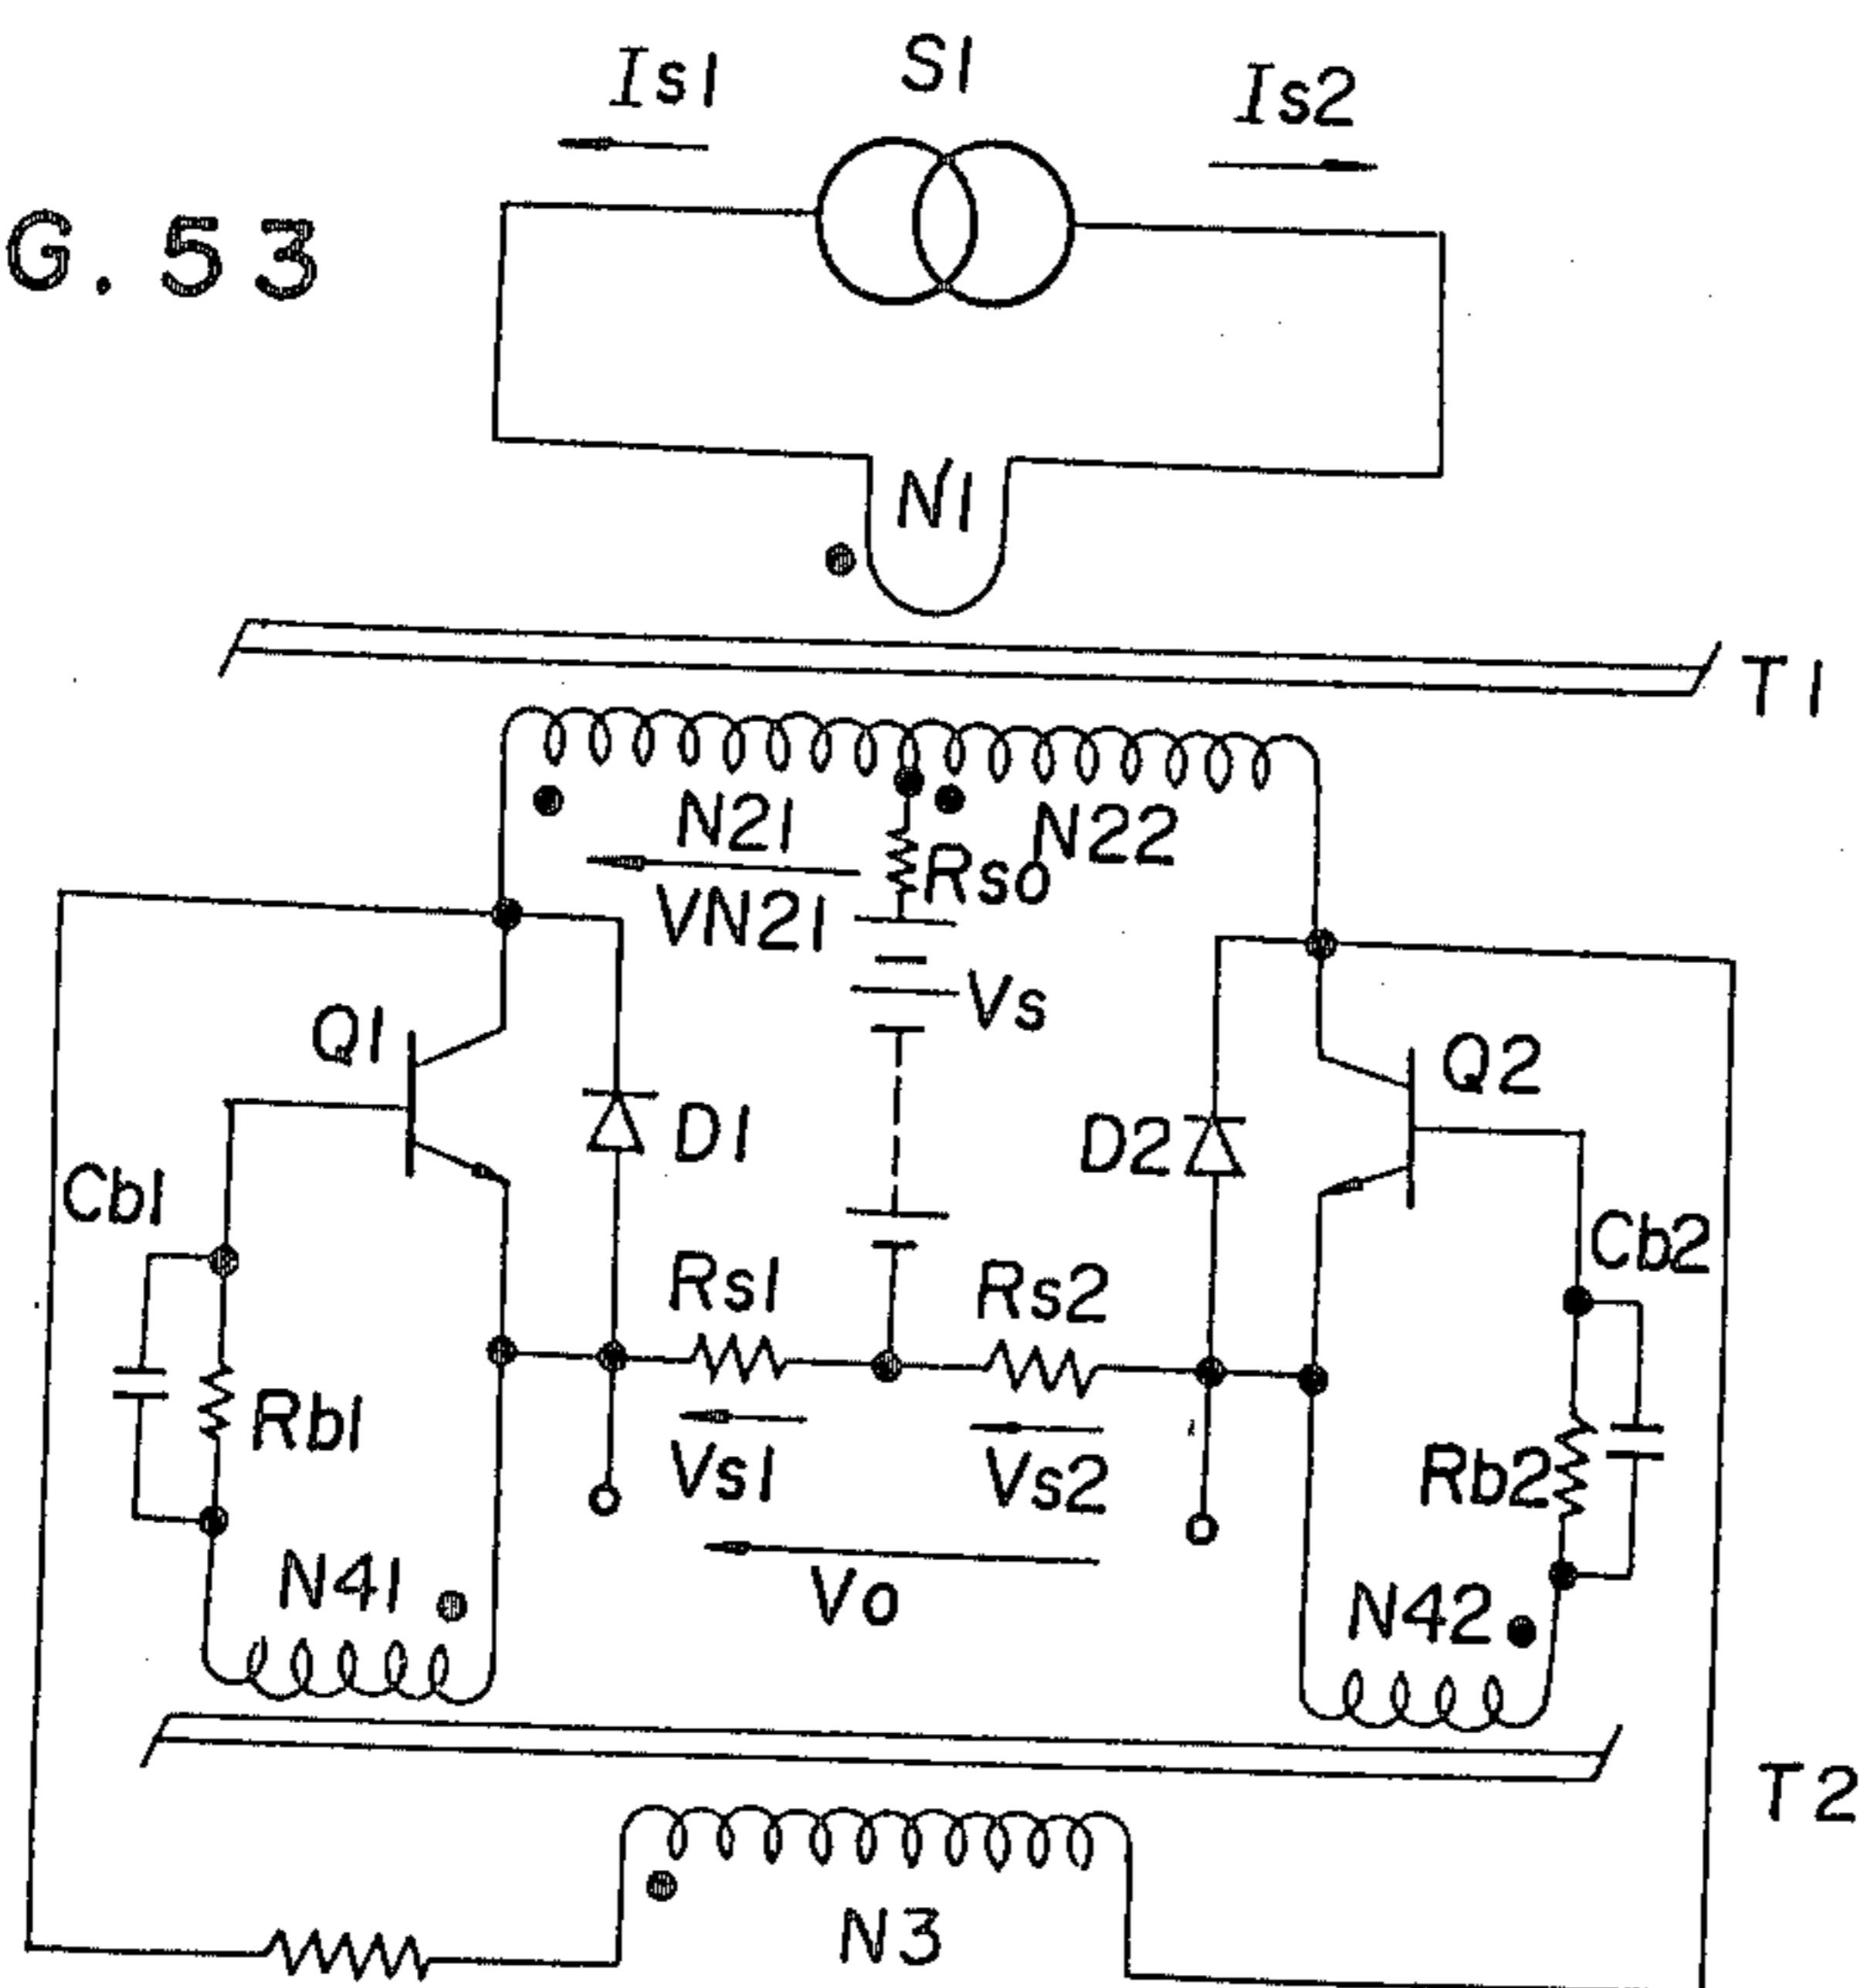 Is1
S1
Is2
G. 53
N1
T1
N21
N22
Rso
VN21
Vs
Q1
Q2
D1
D2
Cb1
Cb2
Rs1
Rs2
Rb1
Vs1
Vs2
Rb2
N41
Vo
N42
T2
N3